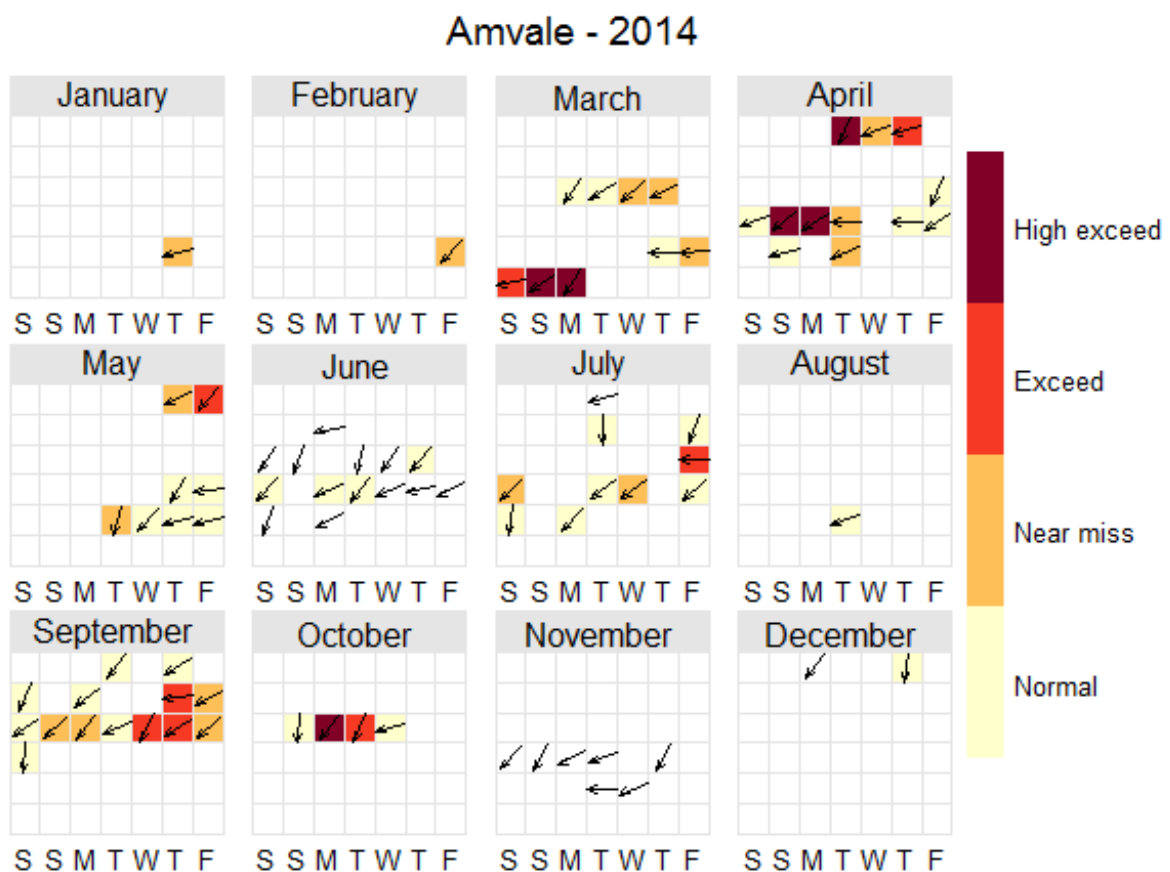 Amvale - 2014
January February March April
S S M T W T F S S M T W T F S S M T W T F S S M T W T F
May June July August
S S M T W T F S S M T W T F S S M T W T F S S M T W T F
September October November December
S S M T W T F S S M T W T F S S M T W T F S S M T W T F
High exceed
Exceed
Near miss
Normal